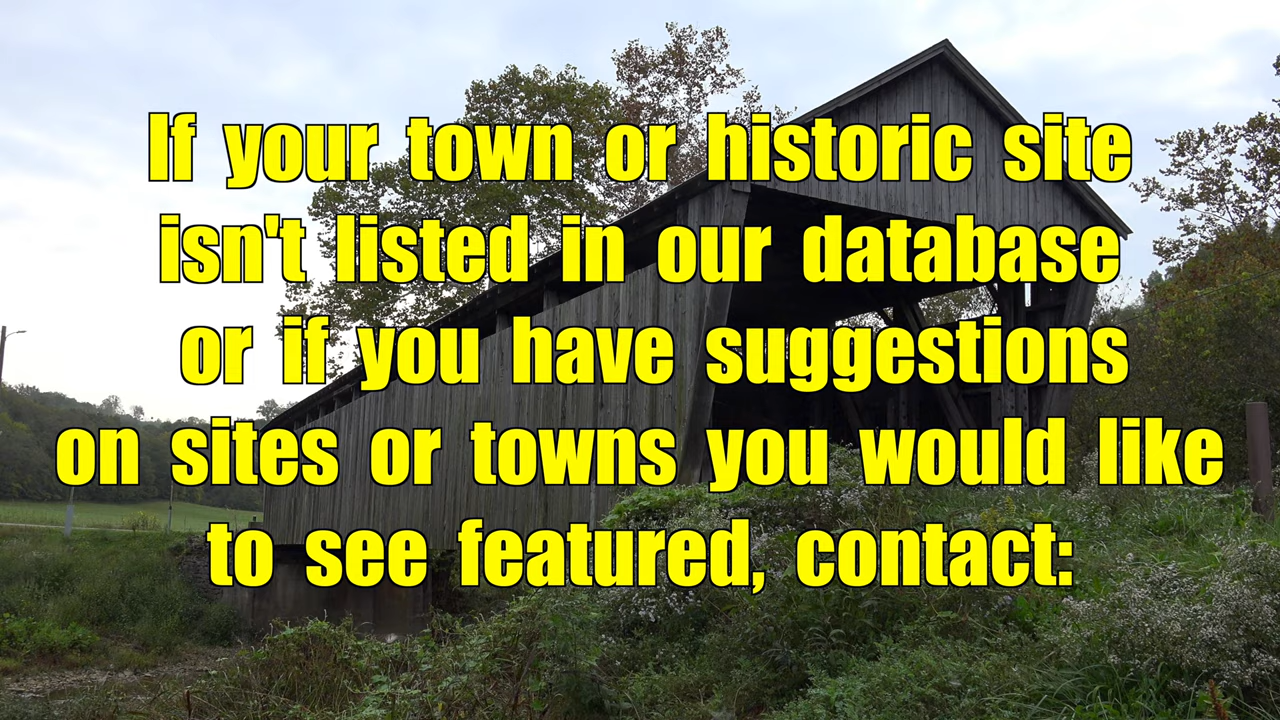 If your town or historic site
isn't listed in our database
or if you have suggestions
on sites or towns you would like
to see featured, contact: